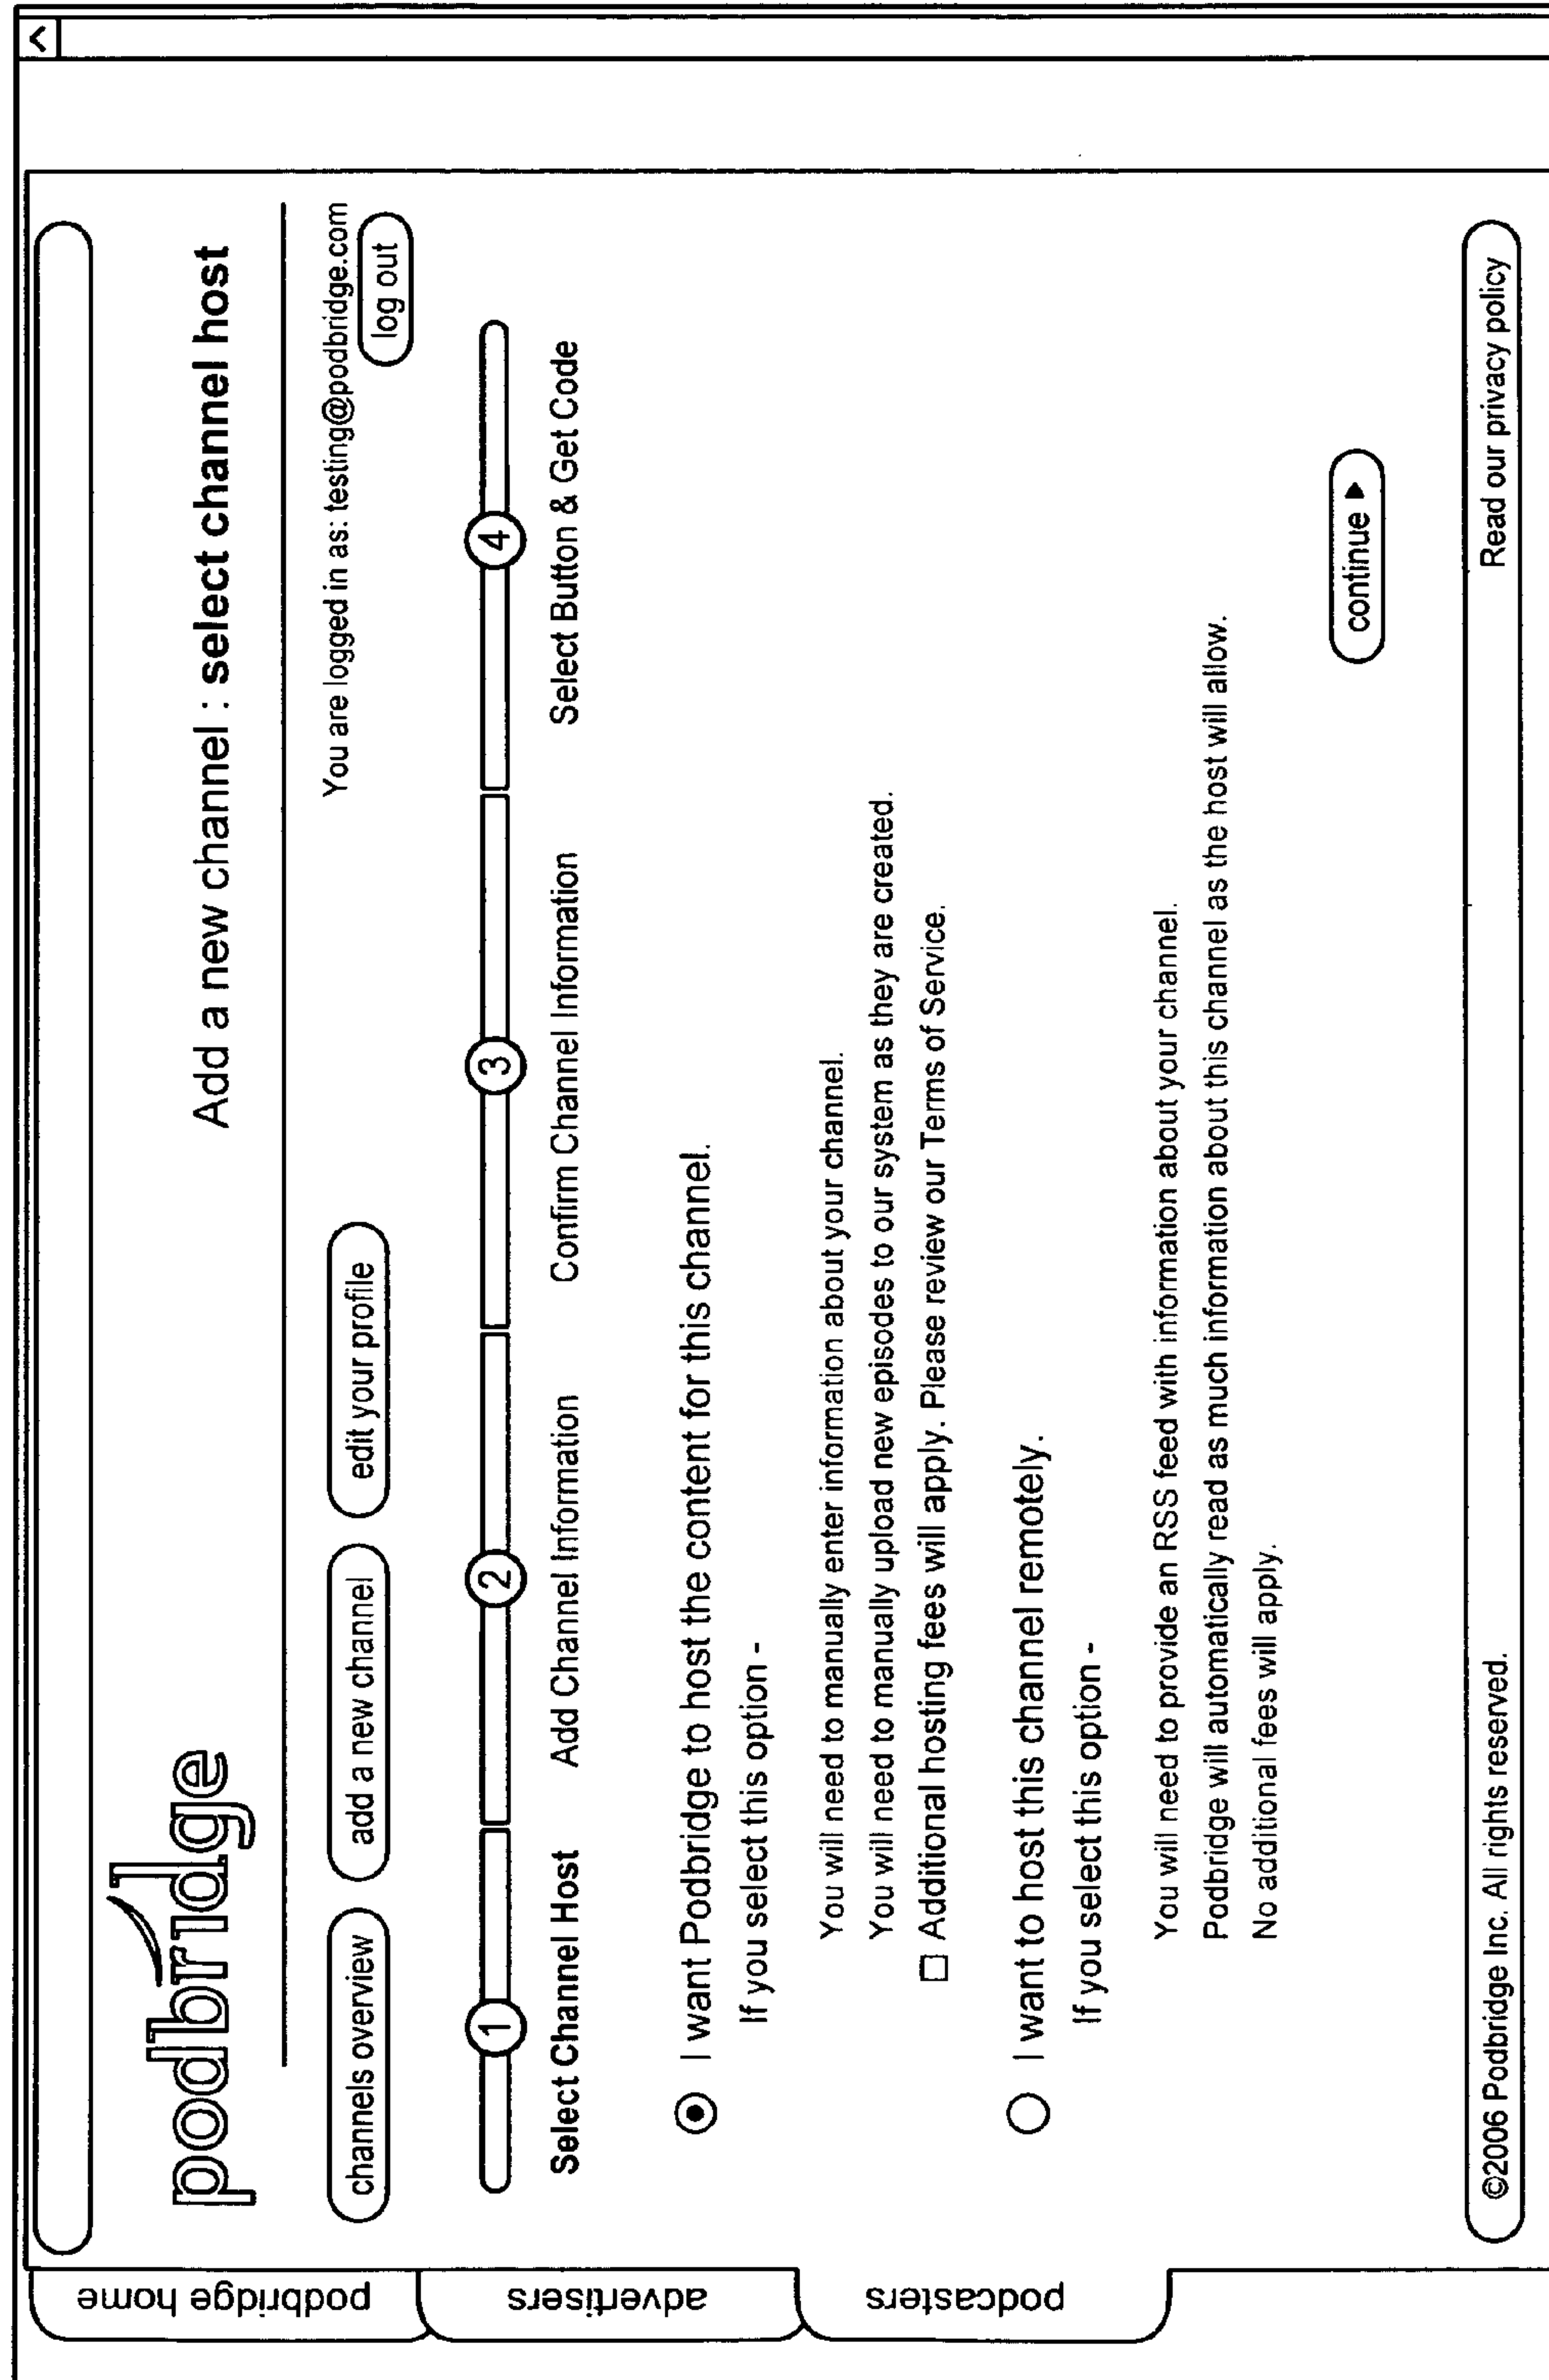 podbridge home
advertisers
podcasters
podbridge
Add a new channel : select channel host
channels overview
add a new channel
edit your profile
You are logged in as: testing@podbridge.com
log out
1
2
3
4
Select Channel Host
Add Channel Information
Confirm Channel Information
Select Button & Get Code
I want Podbridge to host the content for this channel.
If you select this option -
You will need to manually enter information about your channel.
You will need to manually upload new episodes to our system as they are created.
Additional hosting fees will apply. Please review our Terms of Service.
I want to host this channel remotely.
If you select this option -
You will need to provide an RSS feed with information about your channel.
Podbridge will automatically read as much information about this channel as the host will allow.
No additional fees will apply.
continue ▶
©2006 Podbridge Inc. All rights reserved.
Read our privacy policy